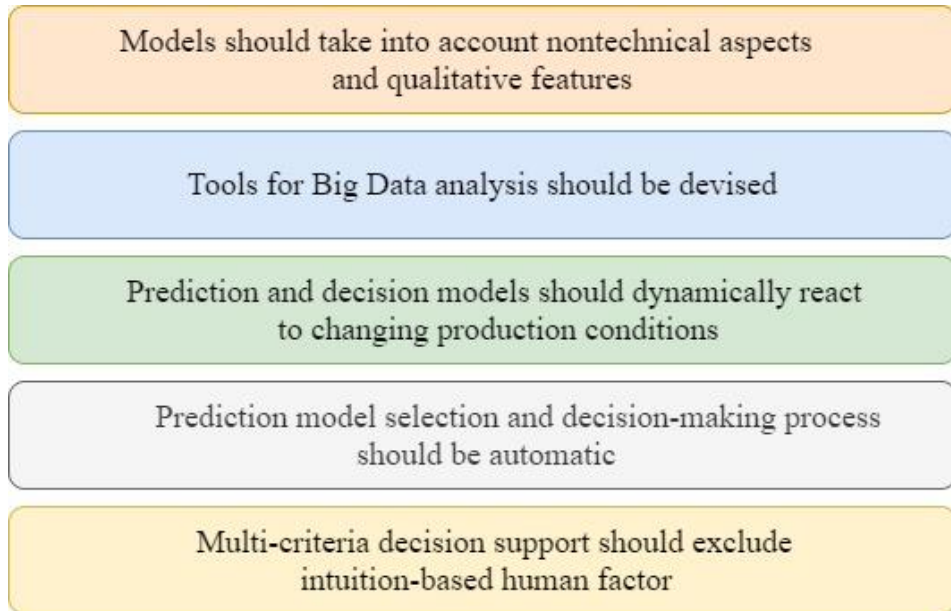 Models should take into account nontechnical aspects
and qualitative features
Tools for Big Data analysis should be devised
Prediction and decision models should dynamically react
to changing production conditions
Prediction model selection and decision-making process
should be automatic
Multi-criteria decision support should exclude
intuition-based human factor